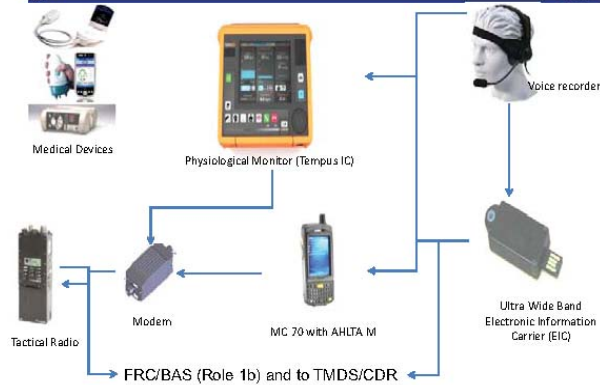 Voice recorder
Medical Devices
Physiological Monitor (Tempus IC)
Tactical Radio
Modem
MC 70 with AHLTA M
Ultra Wide Band
Electronic Information
Carrier (EIC)
FRC/BAS (Role 1b) and to TMDS/CDR